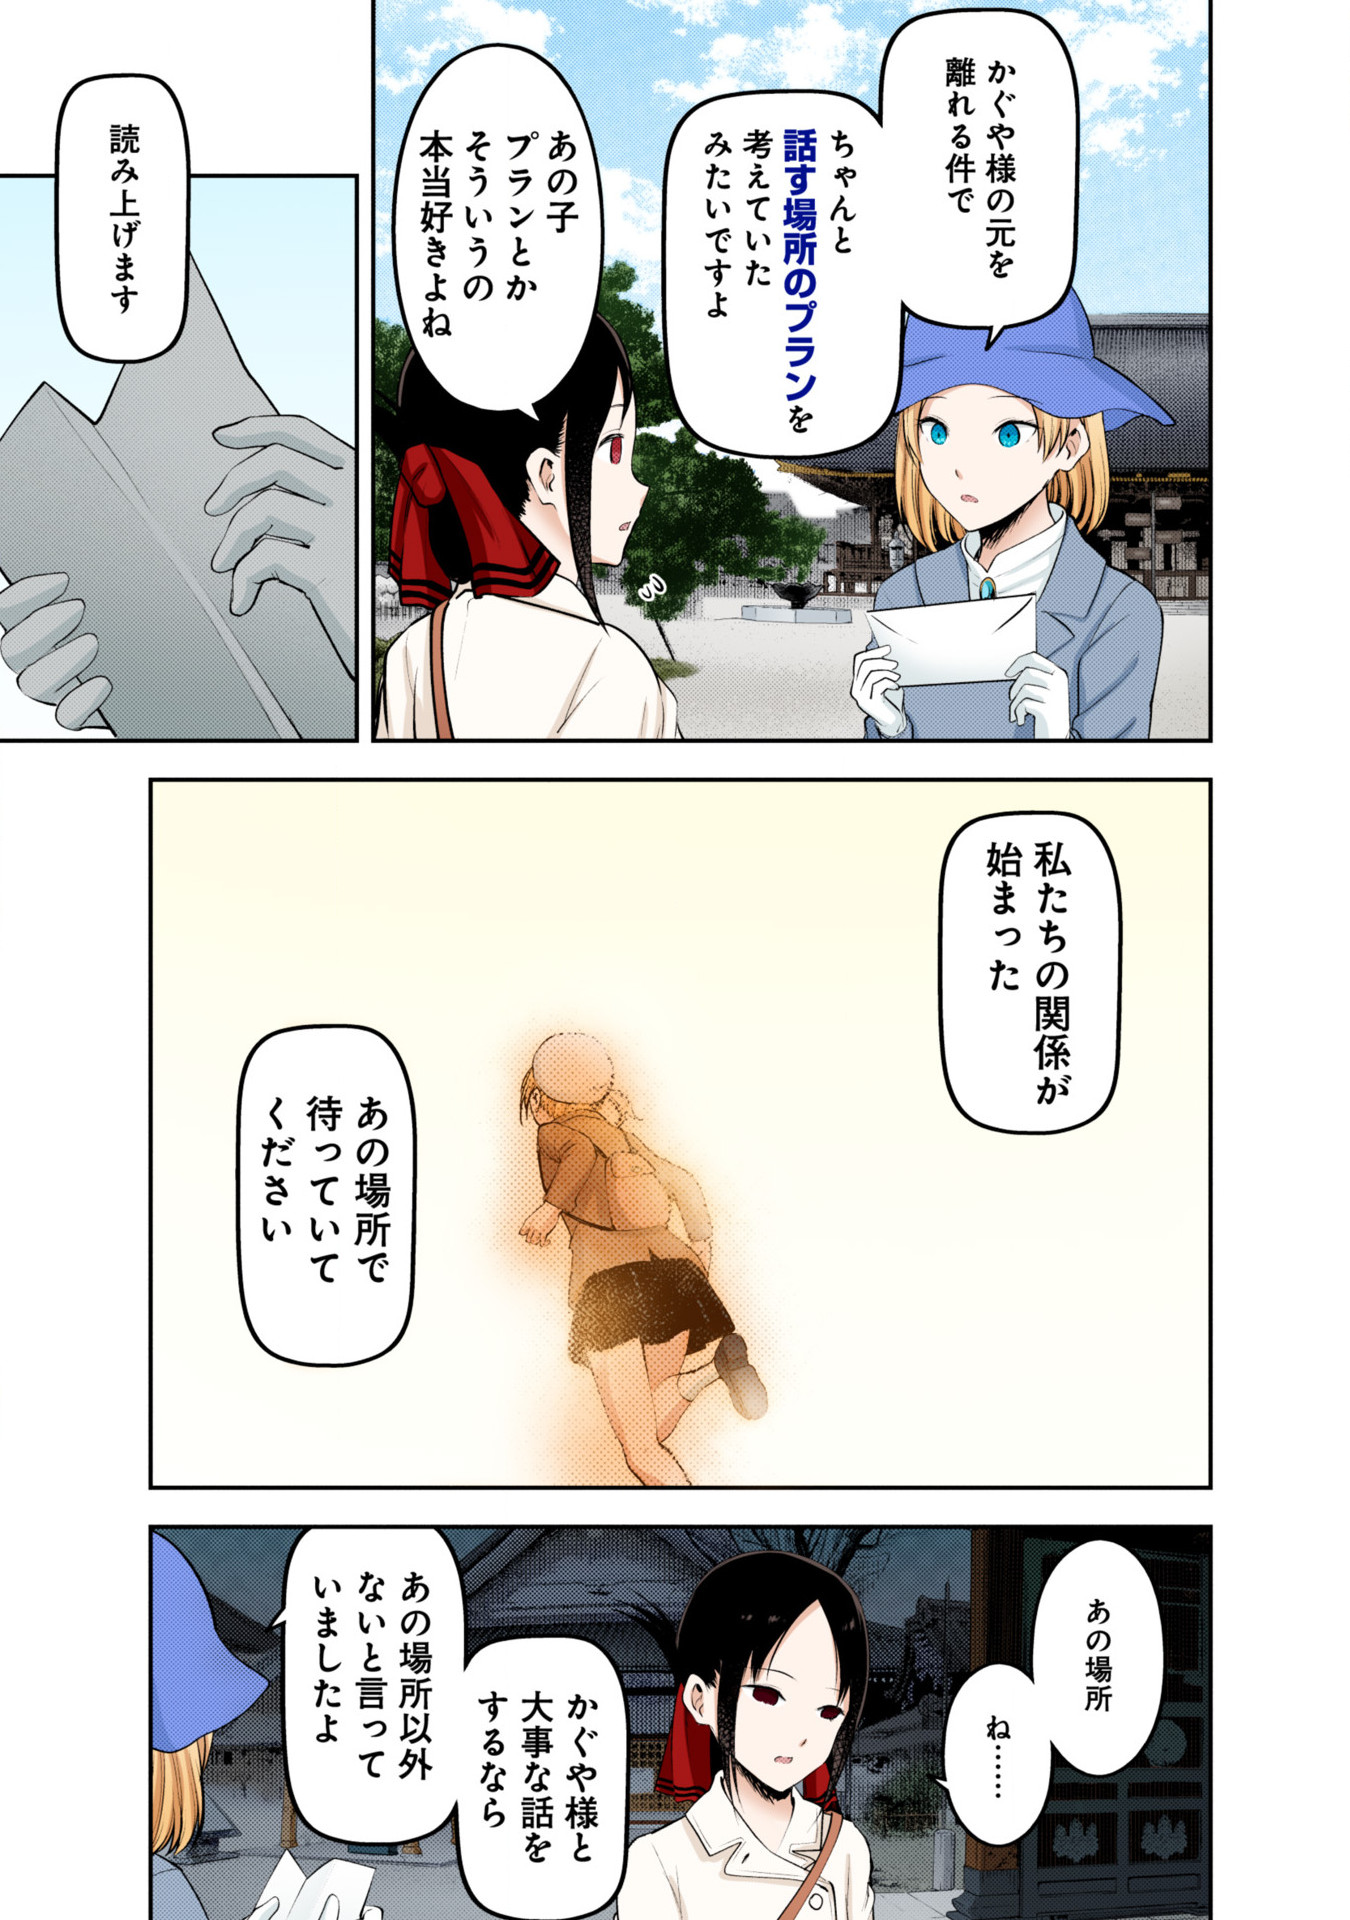 かぐや様の元を
離れる件で
ちゃんと
話す場所のプランを
考えていた
みたいですよ
あの子
プランとか
そういうの
本当好きよね
読み上げます
私たちの関係が
始まった
あの場所で
待っていて
ください
あの場所
ね……
かぐや様と
大事な話を
するなら
あの場所以外
ないと言って
いましたよ